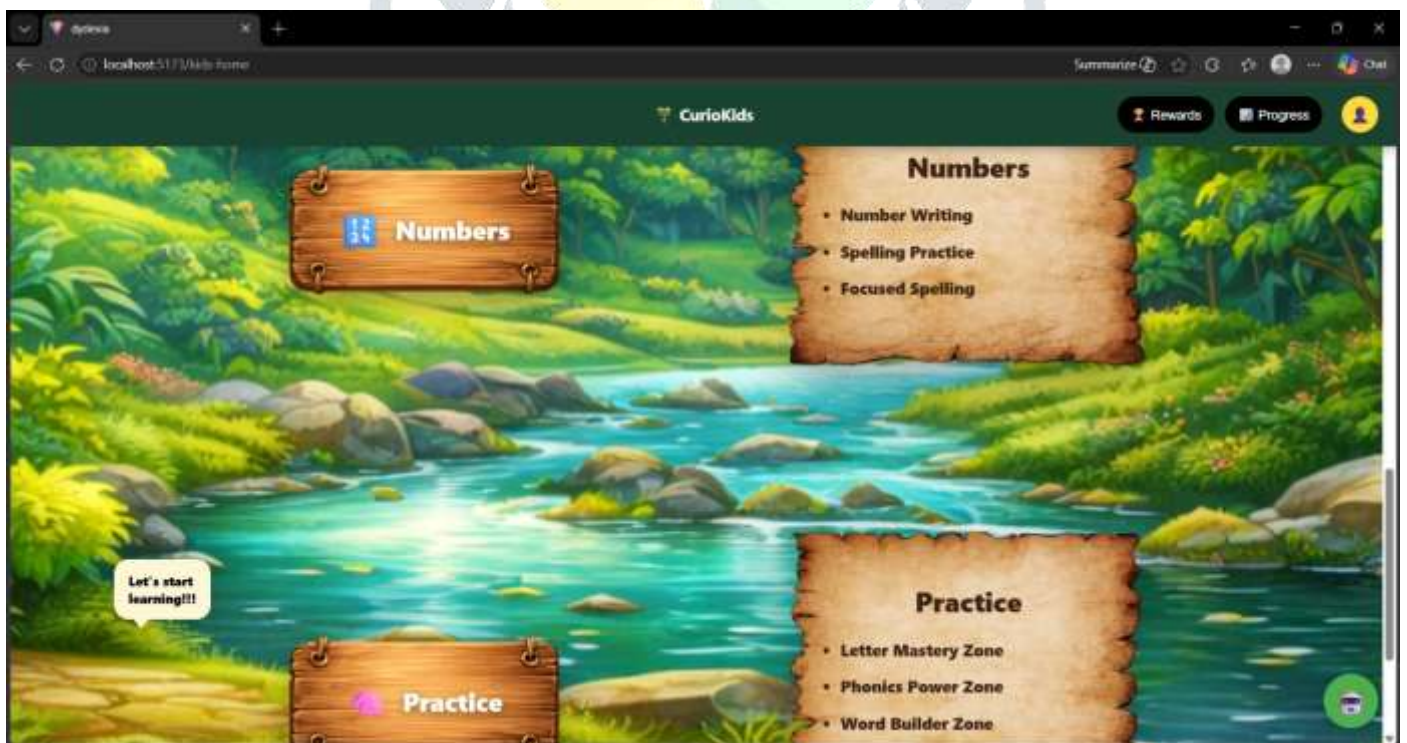 dyslexia
localhost:5173/kids-home
Summarize
Chat
CurioKids
Rewards
Progress
Numbers
Numbers
• Number Writing
• Spelling Practice
• Focused Spelling
Let's start
learning!!!
Practice
Practice
• Letter Mastery Zone
• Phonics Power Zone
• Word Builder Zone